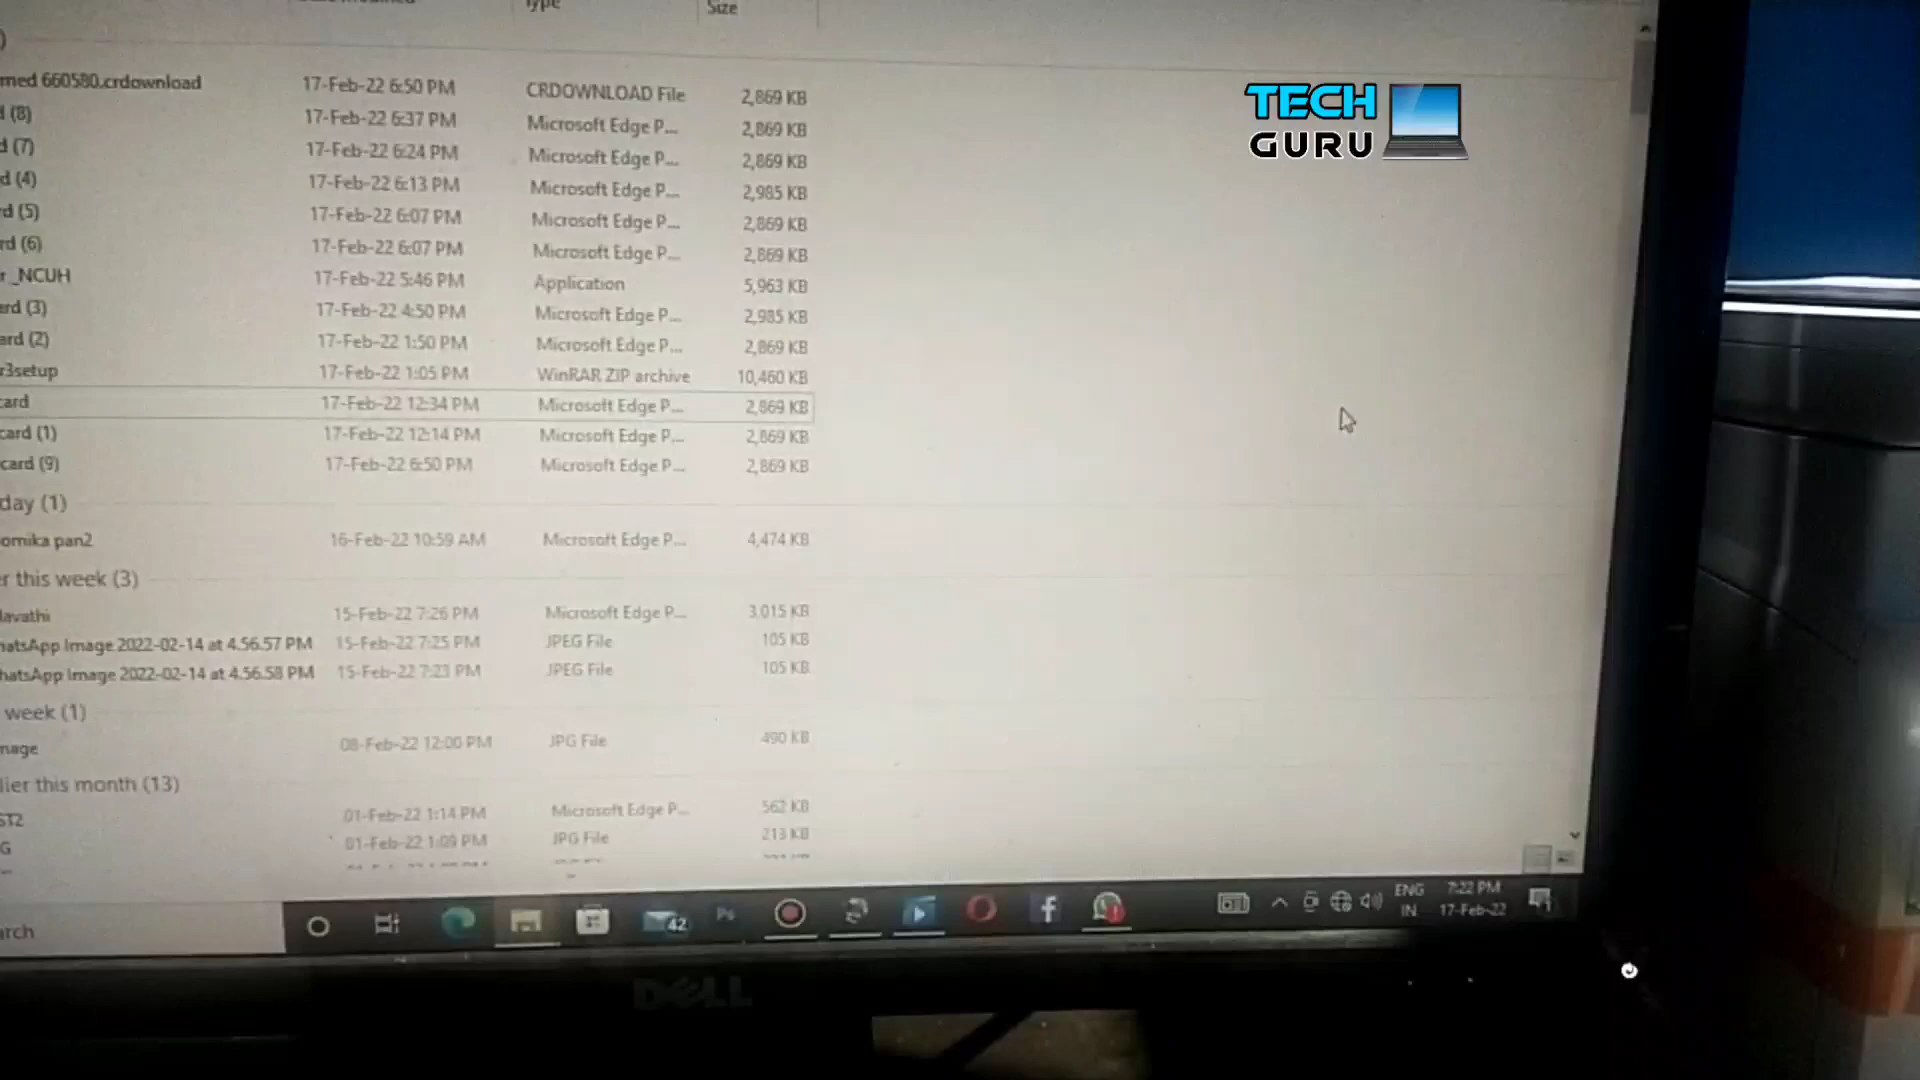 Type Size
)
med 660580.crdownload 17-Feb-22 6:50 PM CRDOWNLOAD File 2,869 KB
d (8) 17-Feb-22 6:37 PM Microsoft Edge P... 2,869 KB
d (7) 17-Feb-22 6:24 PM Microsoft Edge P... 2,869 KB
d (4) 17-Feb-22 6:13 PM Microsoft Edge P... 2,985 KB
rd (5) 17-Feb-22 6:07 PM Microsoft Edge P... 2,869 KB
rd (6) 17-Feb-22 6:07 PM Microsoft Edge P... 2,869 KB
r_NCUH 17-Feb-22 5:46 PM Application 5,963 KB
ard (3) 17-Feb-22 4:50 PM Microsoft Edge P... 2,985 KB
ard (2) 17-Feb-22 1:50 PM Microsoft Edge P... 2,869 KB
r3setup 17-Feb-22 1:05 PM WinRAR ZIP archive 10,460 KB
card 17-Feb-22 12:34 PM Microsoft Edge P... 2,869 KB
card (1) 17-Feb-22 12:14 PM Microsoft Edge P... 2,869 KB
card (9) 17-Feb-22 6:50 PM Microsoft Edge P... 2,869 KB
day (1)
omika pan2 16-Feb-22 10:59 AM Microsoft Edge P... 4,474 KB
er this week (3)
lavathi 15-Feb-22 7:26 PM Microsoft Edge P... 3,015 KB
hatsApp Image 2022-02-14 at 4.56.57 PM 15-Feb-22 7:25 PM JPEG File 105 KB
hatsApp Image 2022-02-14 at 4.56.58 PM 15-Feb-22 7:23 PM JPEG File 105 KB
week (1)
mage 08-Feb-22 12:00 PM JPG File 490 KB
lier this month (13)
ST2 01-Feb-22 1:14 PM Microsoft Edge P... 562 KB
G 01-Feb-22 1:09 PM JPG File 213 KB
arch 42 Ps ENG IN 7:22 PM 17-Feb-22
DELL
TECH
GURU